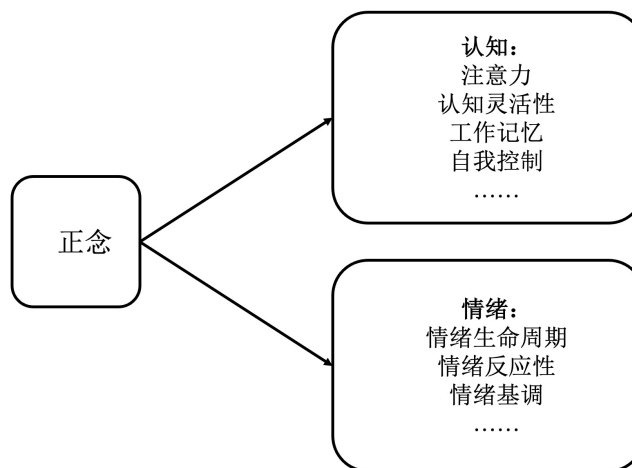 正念
认知：
注意力
认知灵活性
工作记忆
自我控制
……
情绪：
情绪生命周期
情绪反应性
情绪基调
……